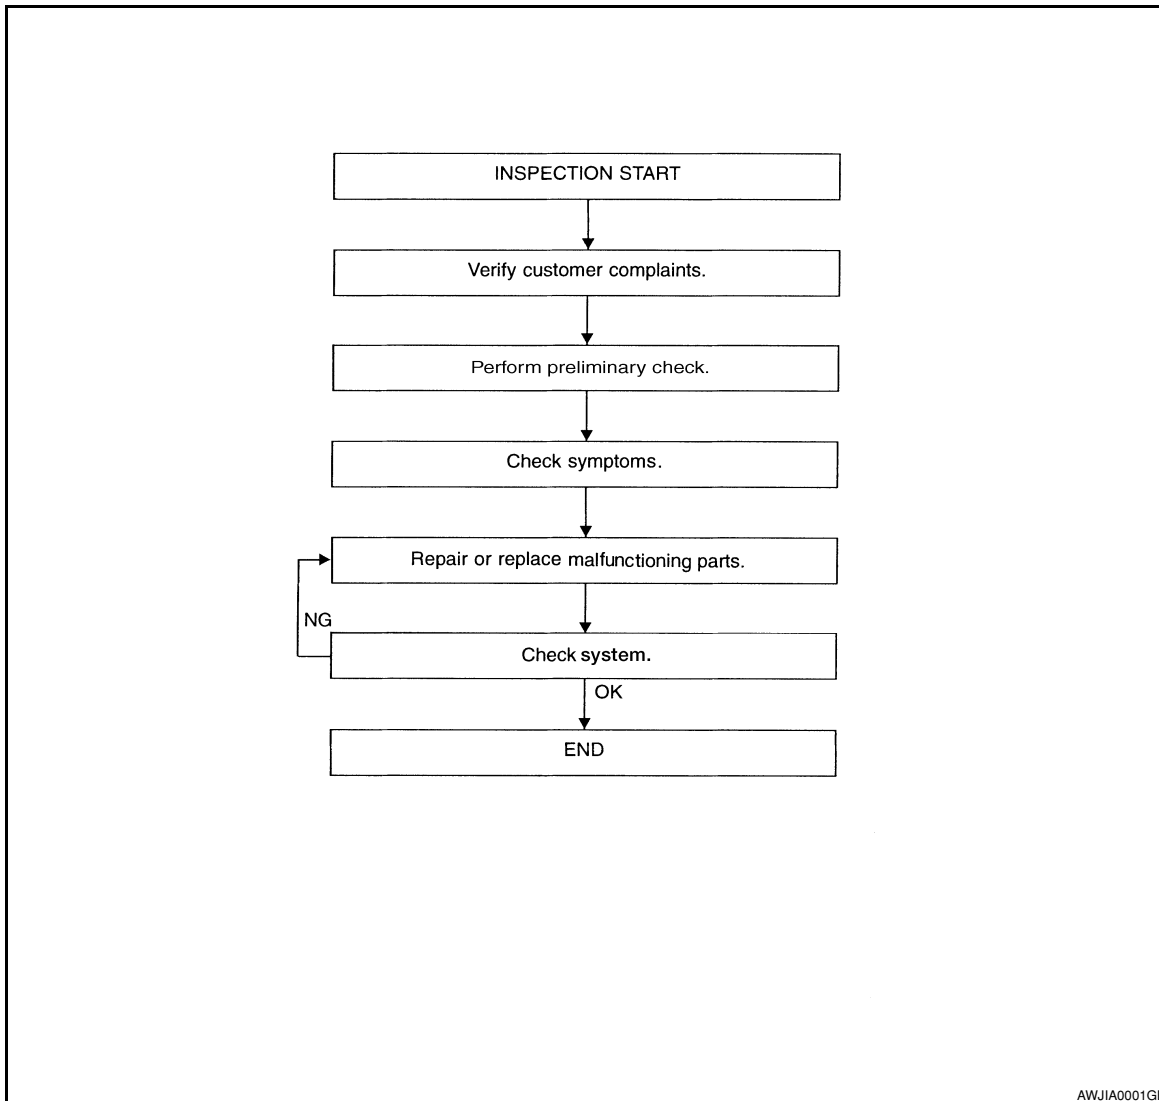 INSPECTION START
Verify customer complaints.
Perform preliminary check.
Check symptoms.
Repair or replace malfunctioning parts.
NG
Check system.
OK
END